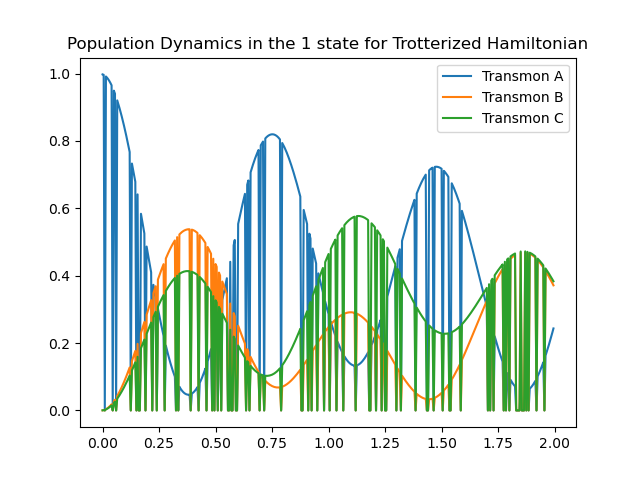 Population Dynamics in the 1 state for Trotterized Hamiltonian
Transmon A
Transmon B
Transmon C
1.0
0.8
0.6
0.4
0.2
0.0
0.00 0.25 0.50 0.75 1.00 1.25 1.50 1.75 2.00